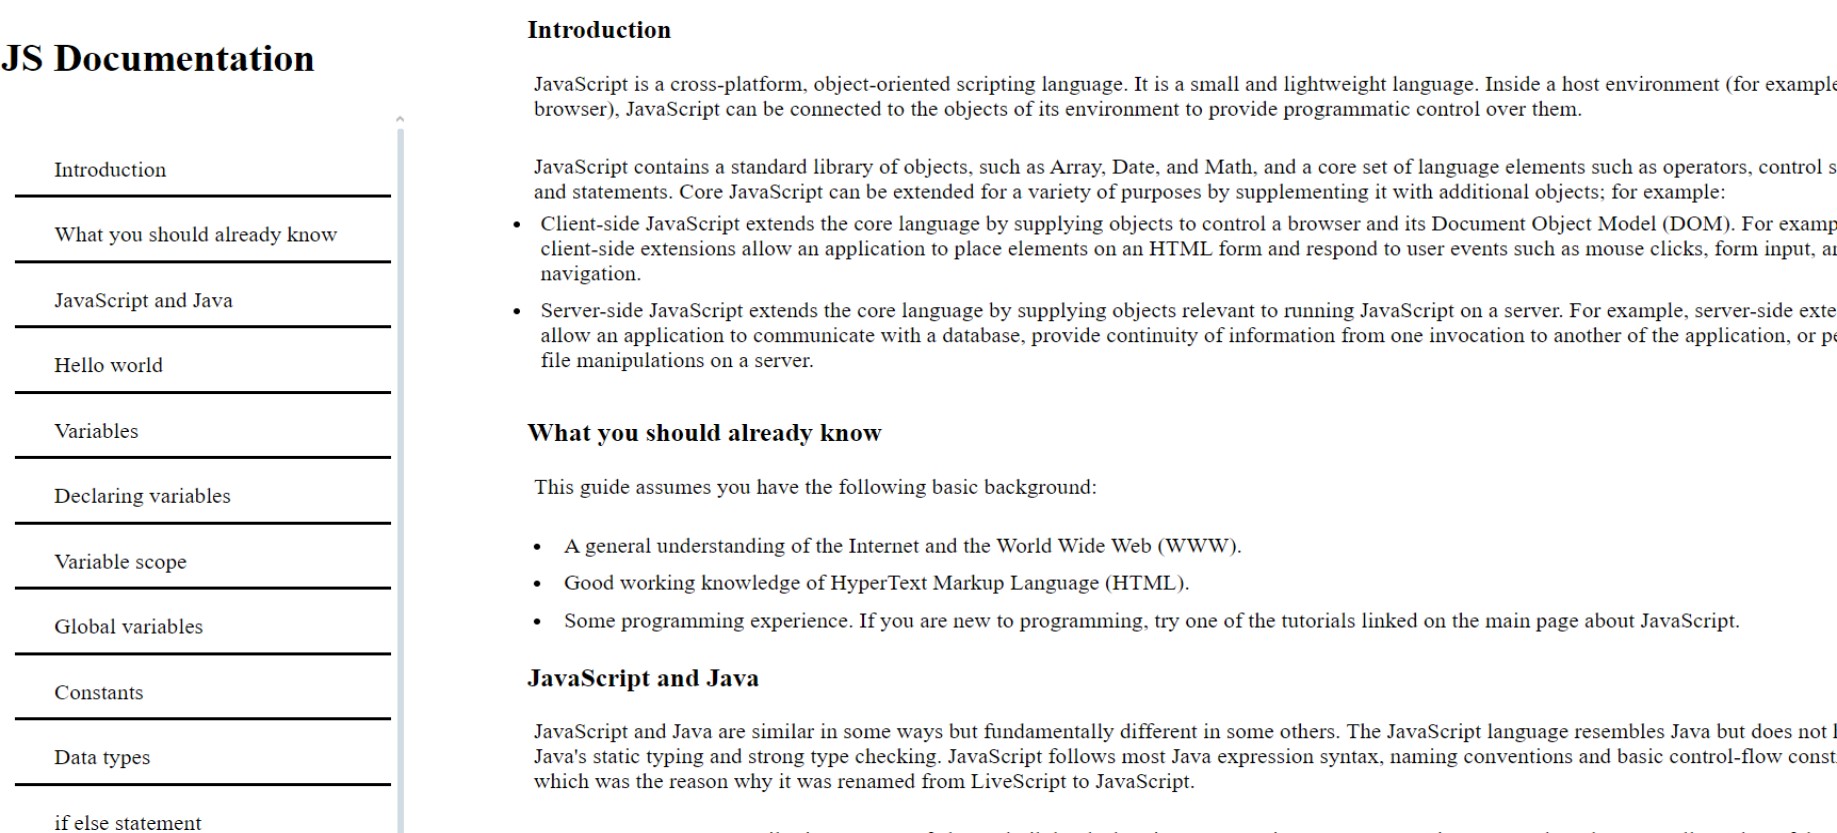 JS Documentation
Introduction
What you should already know
JavaScript and Java
Hello world
Variables
Declaring variables
Variable scope
Global variables
Constants
Data types
if else statement
Introduction
JavaScript is a cross-platform, object-oriented scripting language. It is a small and lightweight language. Inside a host environment (for example
browser), JavaScript can be connected to the objects of its environment to provide programmatic control over them.
JavaScript contains a standard library of objects, such as Array, Date, and Math, and a core set of language elements such as operators, control
and statements. Core JavaScript can be extended for a variety of purposes by supplementing it with additional objects; for example:
• Client-side JavaScript extends the core language by supplying objects to control a browser and its Document Object Model (DOM). For
client-side extensions allow an application to place elements on an HTML form and respond to user events such as mouse clicks, form input,
navigation.
• Server-side JavaScript extends the core language by supplying objects relevant to running JavaScript on a server. For example, server-side
allow an application to communicate with a database, provide continuity of information from one invocation to another of the application, or
file manipulations on a server.
What you should already know
This guide assumes you have the following basic background:
• A general understanding of the Internet and the World Wide Web (WWW).
• Good working knowledge of HyperText Markup Language (HTML).
• Some programming experience. If you are new to programming, try one of the tutorials linked on the main page about JavaScript.
JavaScript and Java
JavaScript and Java are similar in some ways but fundamentally different in some others. The JavaScript language resembles Java but does not
Java's static typing and strong type checking. JavaScript follows most Java expression syntax, naming conventions and basic control-flow
which was the reason why it was renamed from LiveScript to JavaScript.